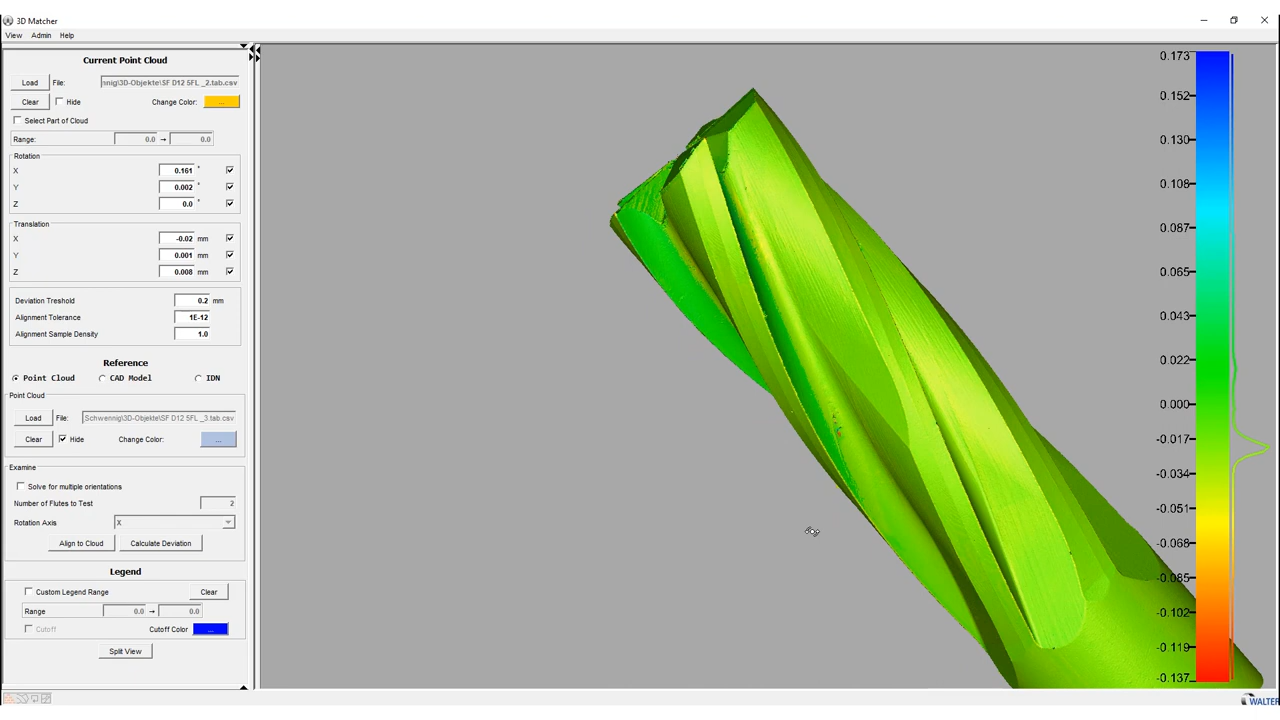 3D Matcher
View Admin Help
Current Point Cloud
Load File: nnig\3D-Objekte\SF D12 5FL _2.tab.csv
Clear Hide Change Color: ...
Select Part of Cloud
Range: 0.0 → 0.0
Rotation
X 0.161 °
Y 0.002 °
Z 0.0 °
Translation
X -0.02 mm
Y 0.001 mm
Z 0.008 mm
Deviation Treshold 0.2 mm
Alignment Tolerance 1E-12
Alignment Sample Density 1.0
Reference
Point Cloud CAD Model IDN
Point Cloud
Load File: Schwennig\3D-Objekte\SF D12 5FL _3.tab.csv
Clear Hide Change Color: ...
Examine
Solve for multiple orientations
Number of Flutes to Test 2
Rotation Axis X
Align to Cloud Calculate Deviation
Legend
Custom Legend Range Clear
Range 0.0 → 0.0
Cutoff Cutoff Color ...
Split View
0.173
0.152
0.130
0.108
0.087
0.065
0.043
0.022
0.000
-0.017
-0.034
-0.051
-0.068
-0.085
-0.102
-0.119
-0.137
WALTER